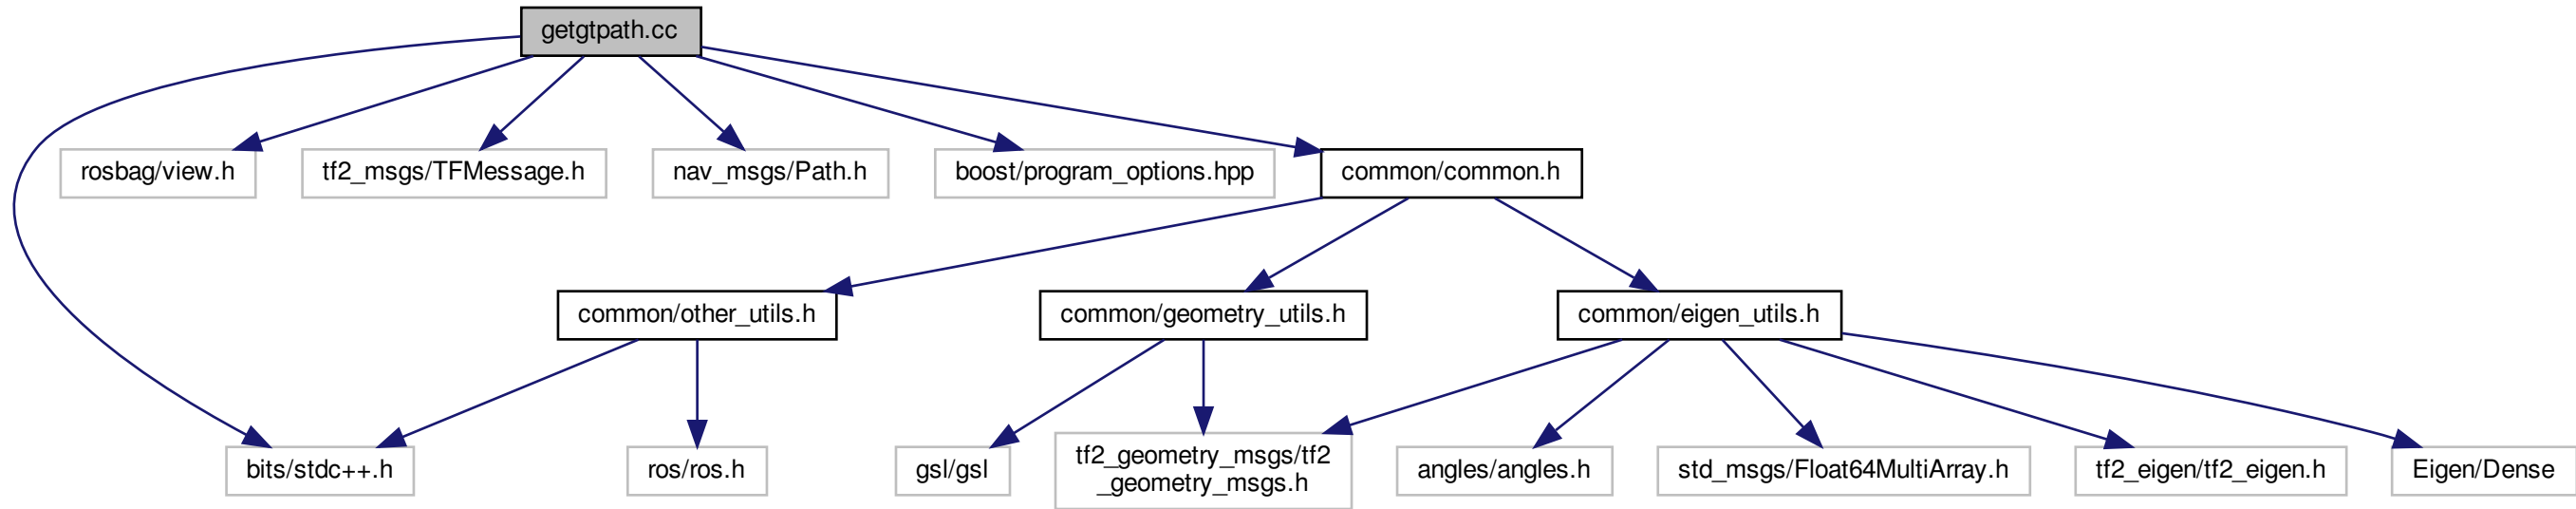 getgtpath.cc
rosbag/view.h
tf2_msgs/TFMessage.h
nav_msgs/Path.h
boost/program_options.hpp
common/common.h
common/other_utils.h
common/geometry_utils.h
common/eigen_utils.h
bits/stdc++.h
ros/ros.h
gsl/gsl
tf2_geometry_msgs/tf2
_geometry_msgs.h
angles/angles.h
std_msgs/Float64MultiArray.h
tf2_eigen/tf2_eigen.h
Eigen/Dense